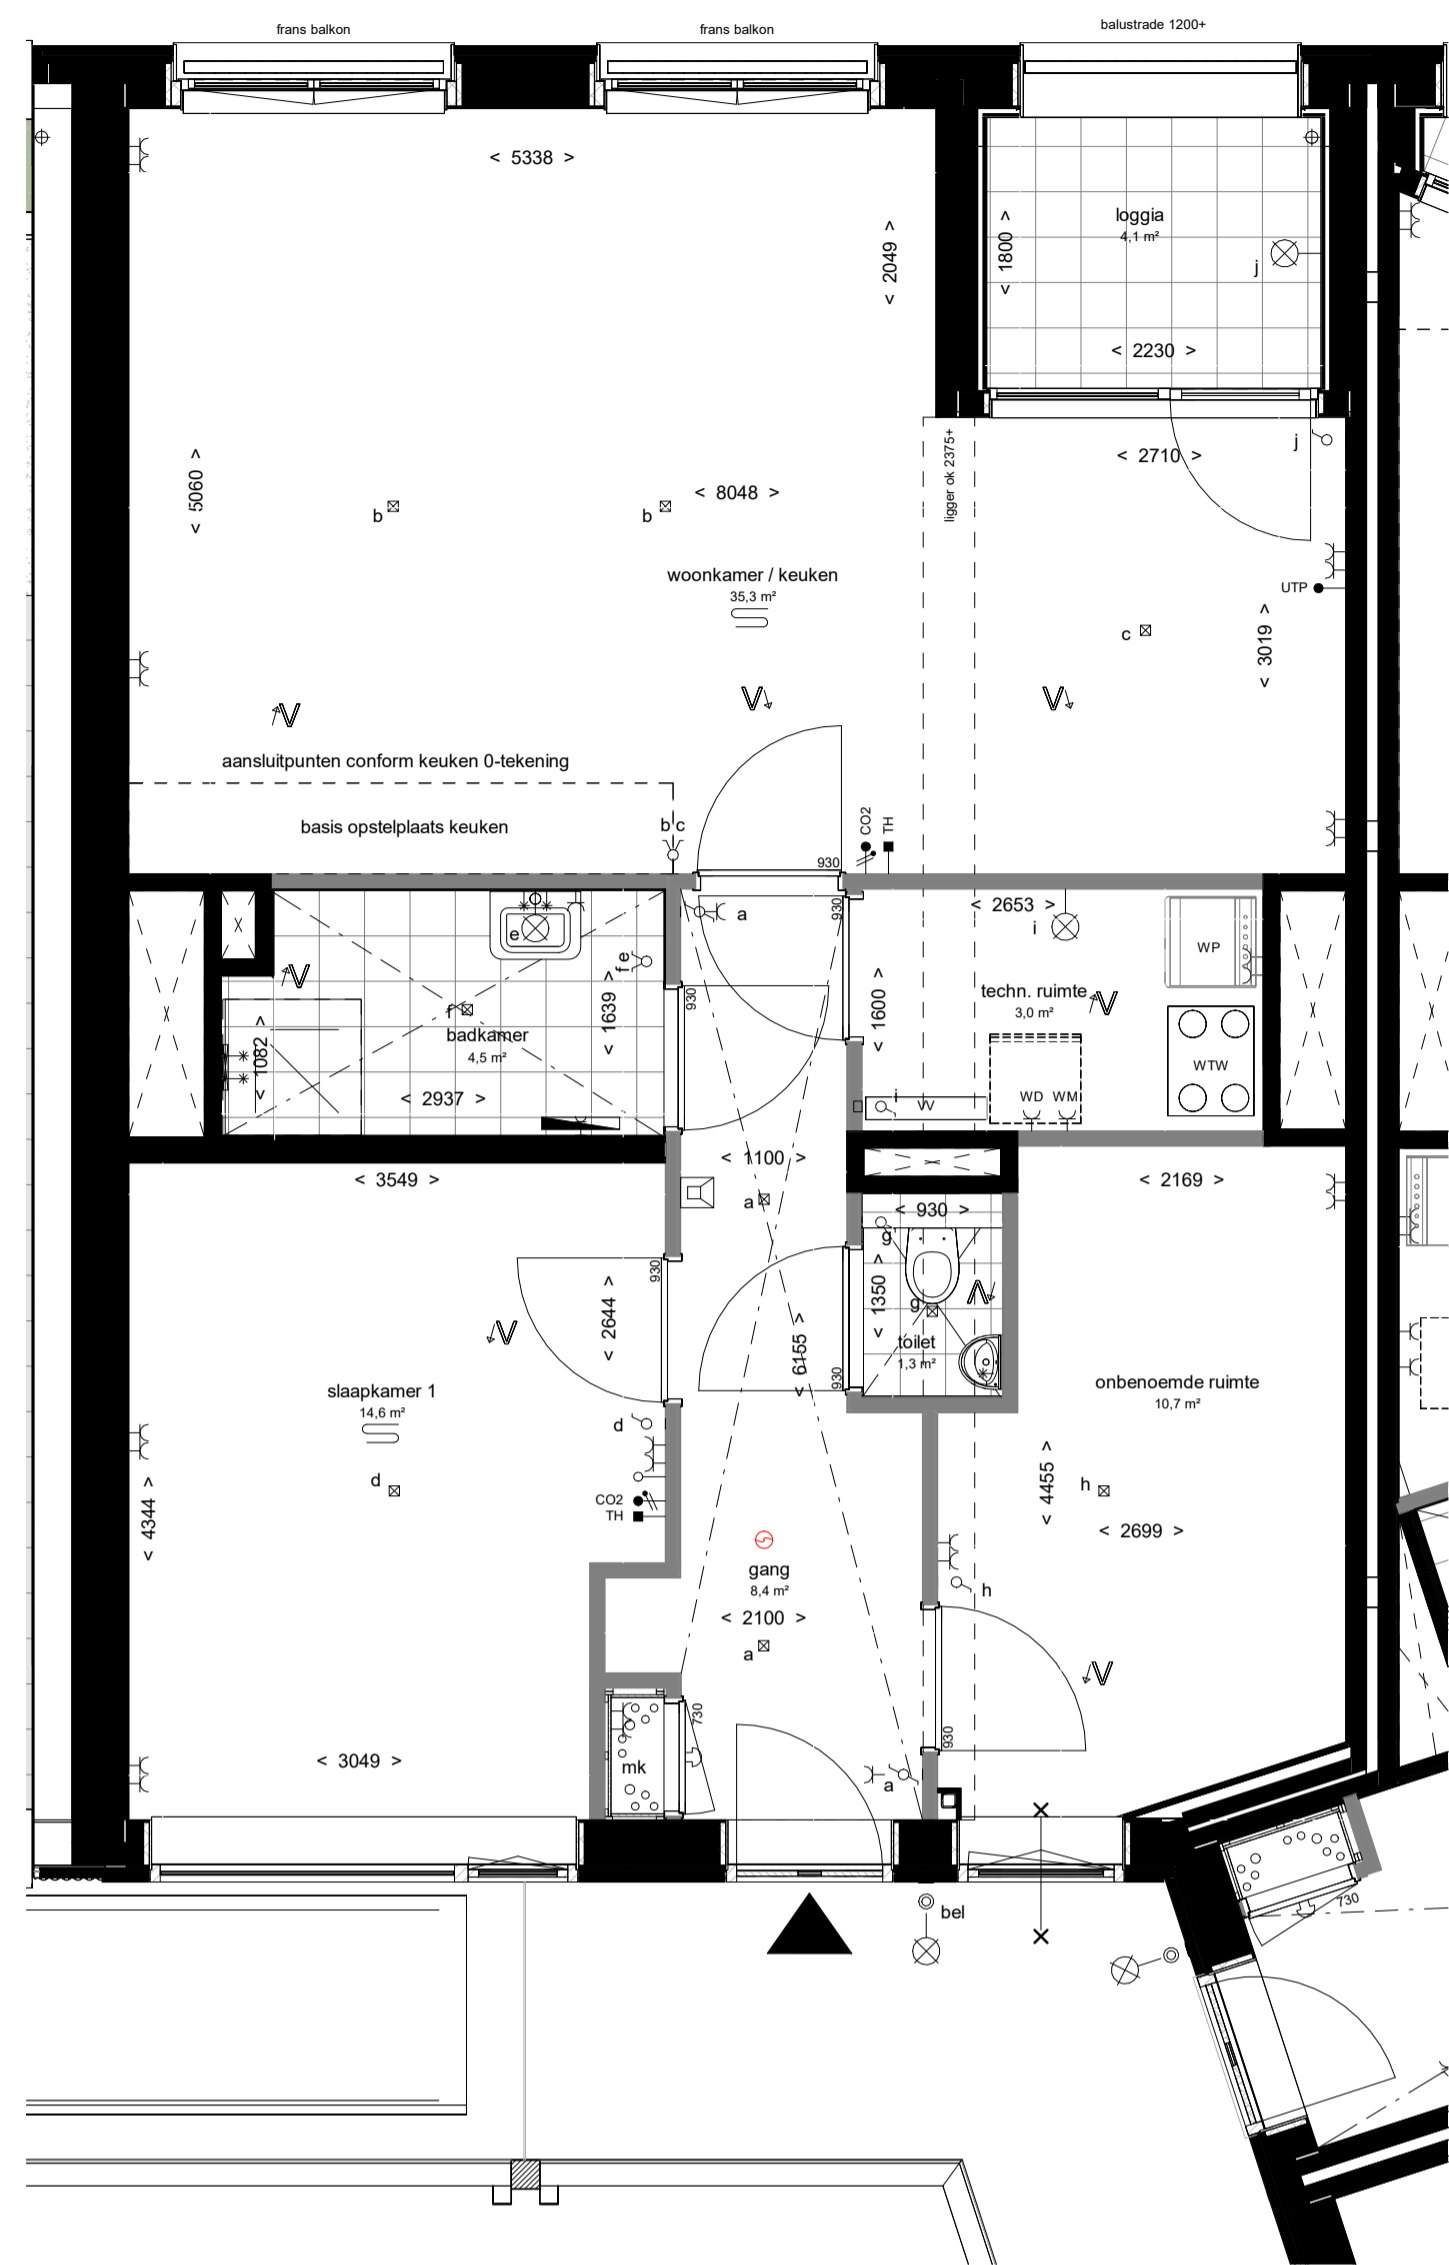 frans balkon
frans balkon
balustrade 1200+
< 5338 >
< 2049 >
< 1800 >
loggia
4,1 m²
j
< 2230 >
j
< 2710 >
ligger ok 2375+
< 5060 >
< 8048 >
b
b
woonkamer / keuken
35,3 m²
UTP
c
< 3019 >
V
V
V
aansluitpunten conform keuken 0-tekening
basis opstelplaats keuken
b c
CO2
TH
930
930
a
< 2653 >
i
WP
e
f e
V
930
f
badkamer
4,5 m²
< 1639 >
< 1082 >
< 2937 >
< 1600 >
techn. ruimte
3,0 m²
V
WTW
i
VV
WD
WM
< 1100 >
< 3549 >
a
< 930 >
g
< 2169 >
930
< 2644 >
V
< 1350 >
g
V
toilet
1,3 m²
930
< 6155 >
slaapkamer 1
14,6 m²
onbenoemde ruimte
10,7 m²
d
d
CO2
TH
< 4344 >
< 4455 >
h
< 2699 >
gang
8,4 m²
h
< 2100 >
a
V
730
930
mk
< 3049 >
a
bel
730